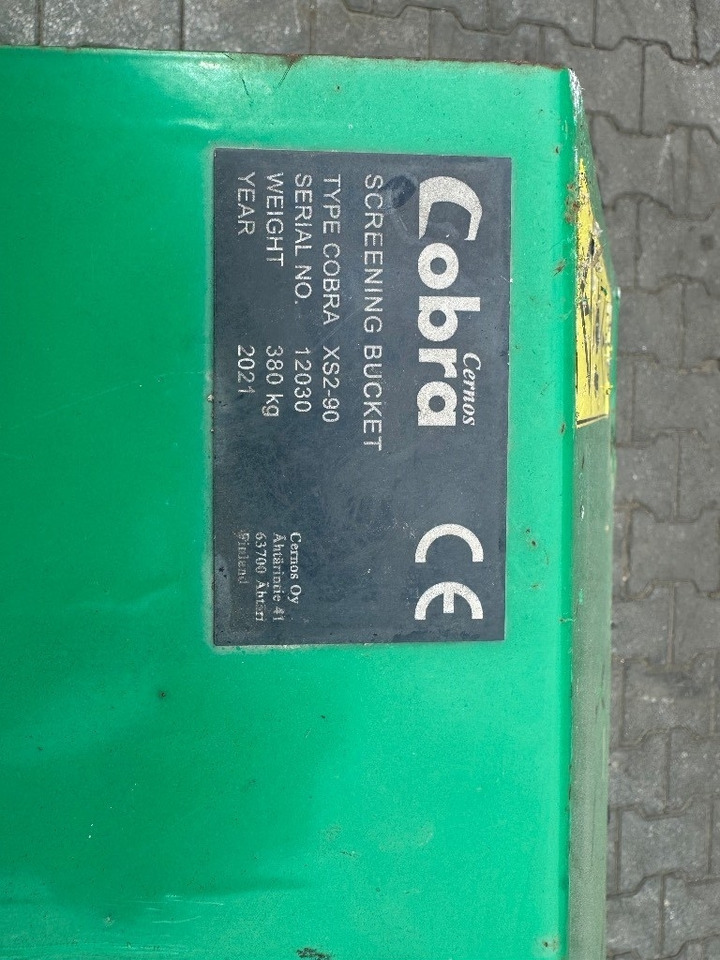 Cernos
Cobra
CE
SCREENING BUCKET
TYPE COBRA XS2-90
SERIAL NO. 12030
WEIGHT 380 kg
YEAR 2021
Cernos Oy
Ähtärintie 41
63700 Ähtäri
Finland